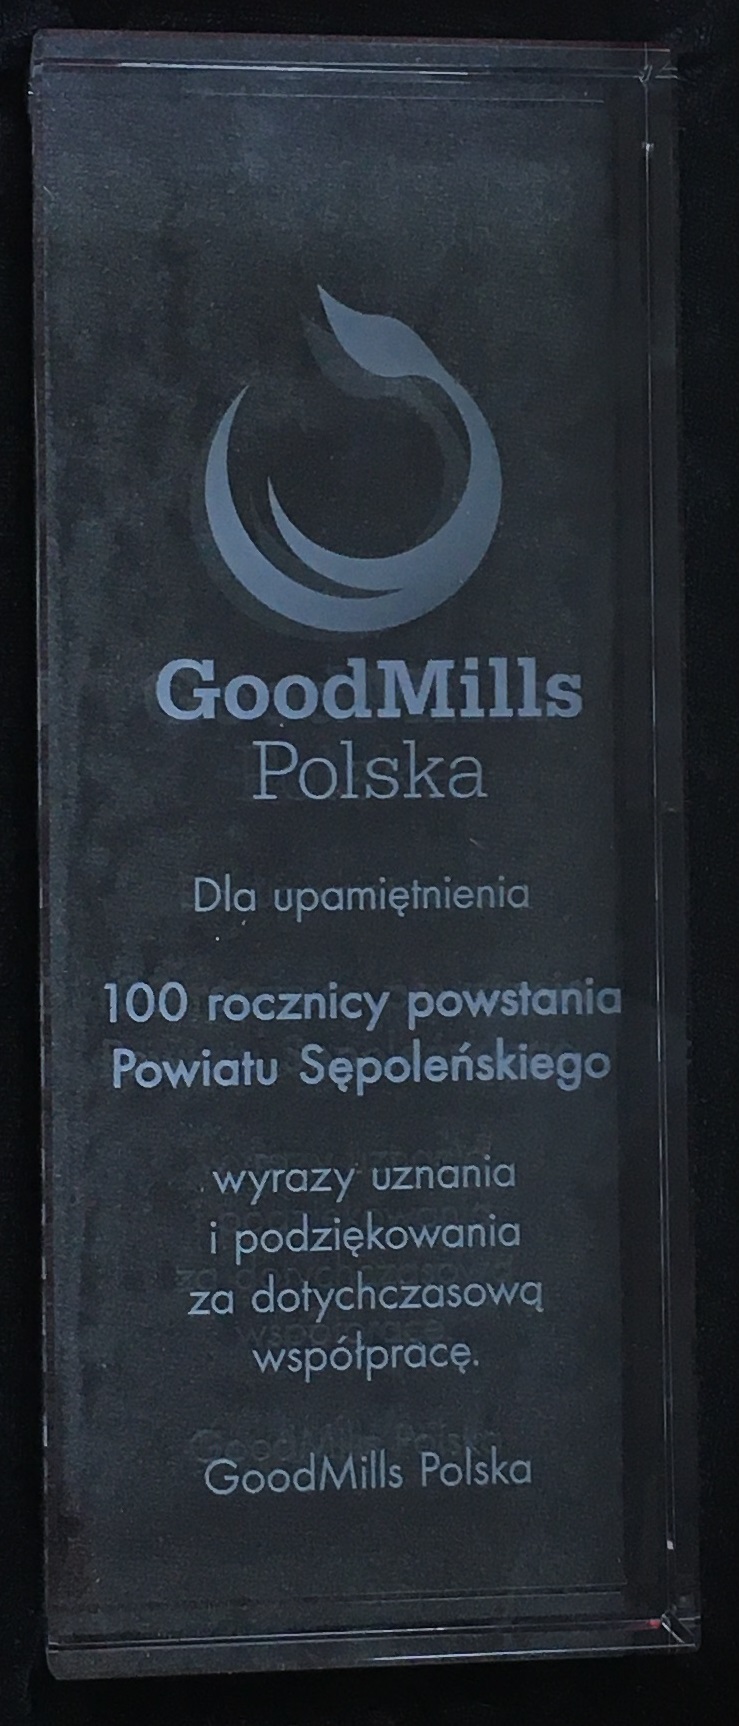 GoodMills
Polska
Dla upamiętnienia
100 rocznicy powstania
Powiatu Sępoleńskiego
wyrazy uznania
i podziękowania
za dotychczasową
współpracę.
GoodMills Polska